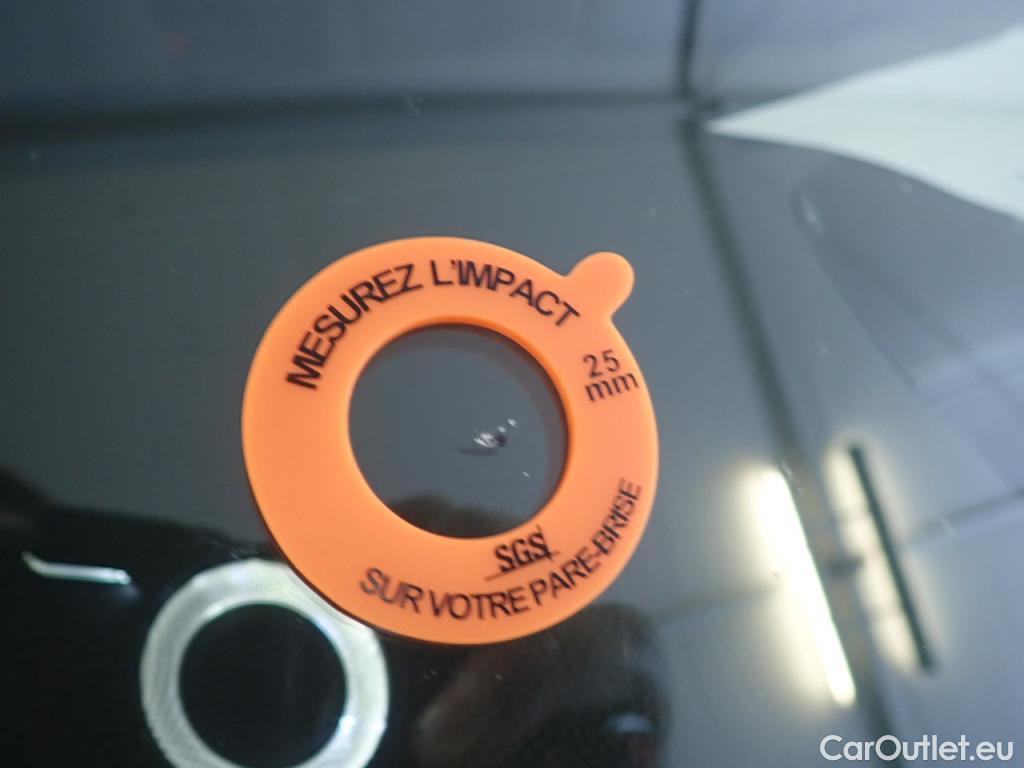 MESUREZ L'IMPACT
25
mm
SGS
SUR VOTRE PARE-BRISE
CarOutlet.eu